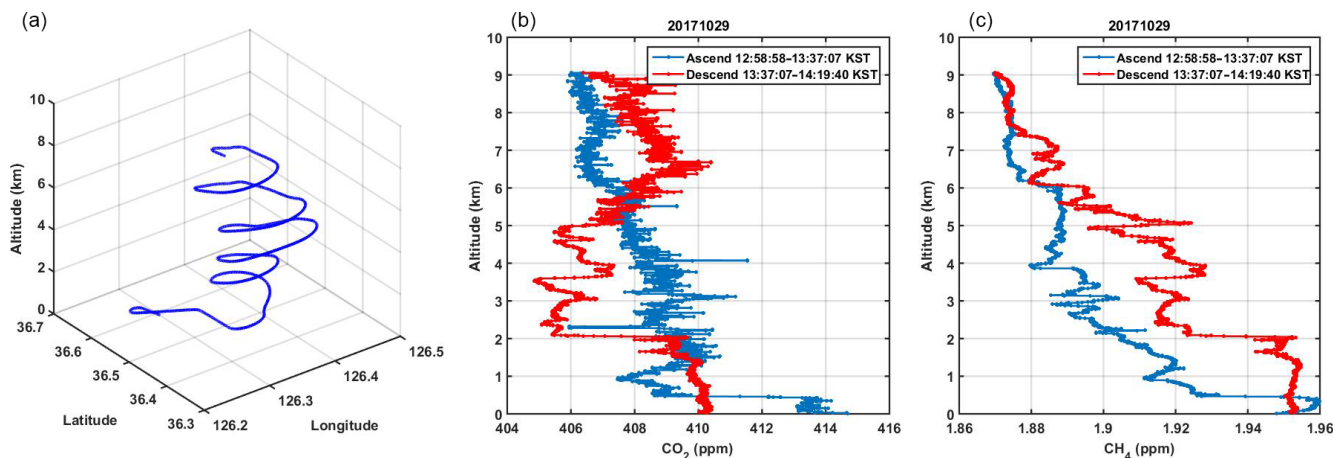 (a)
10
8
6
4
2
0
Altitude (km)
36.7
36.6
36.5
36.4
36.3
Latitude
126.2
126.3
126.4
126.5
Longitude
(b)
20171029
Ascend 12:58:58–13:37:07 KST
Descend 13:37:07–14:19:40 KST
10
9
8
7
6
5
4
3
2
1
0
Altitude (km)
404 406 408 410 412 414 416
CO2 (ppm)
(c)
20171029
Ascend 12:58:58–13:37:07 KST
Descend 13:37:07–14:19:40 KST
10
9
8
7
6
5
4
3
2
1
0
Altitude (km)
1.86 1.88 1.9 1.92 1.94 1.96
CH4 (ppm)